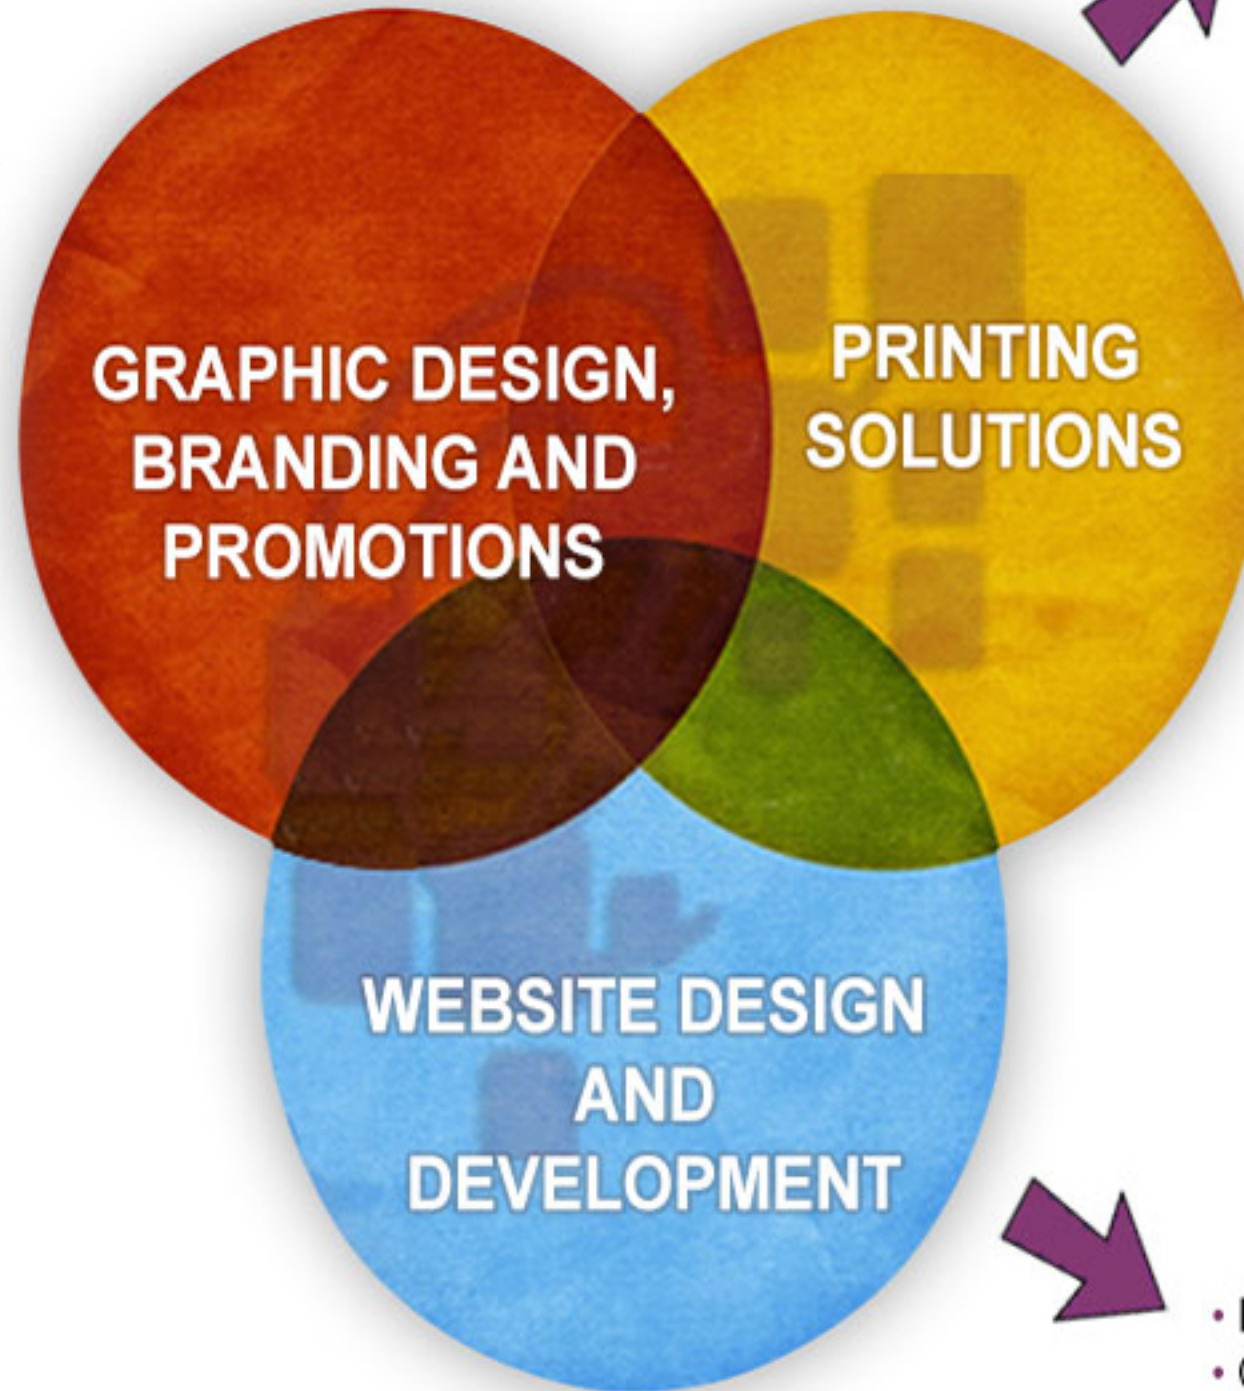 GRAPHIC DESIGN,
BRANDING AND
PROMOTIONS
PRINTING
SOLUTIONS
WEBSITE DESIGN
AND
DEVELOPMENT